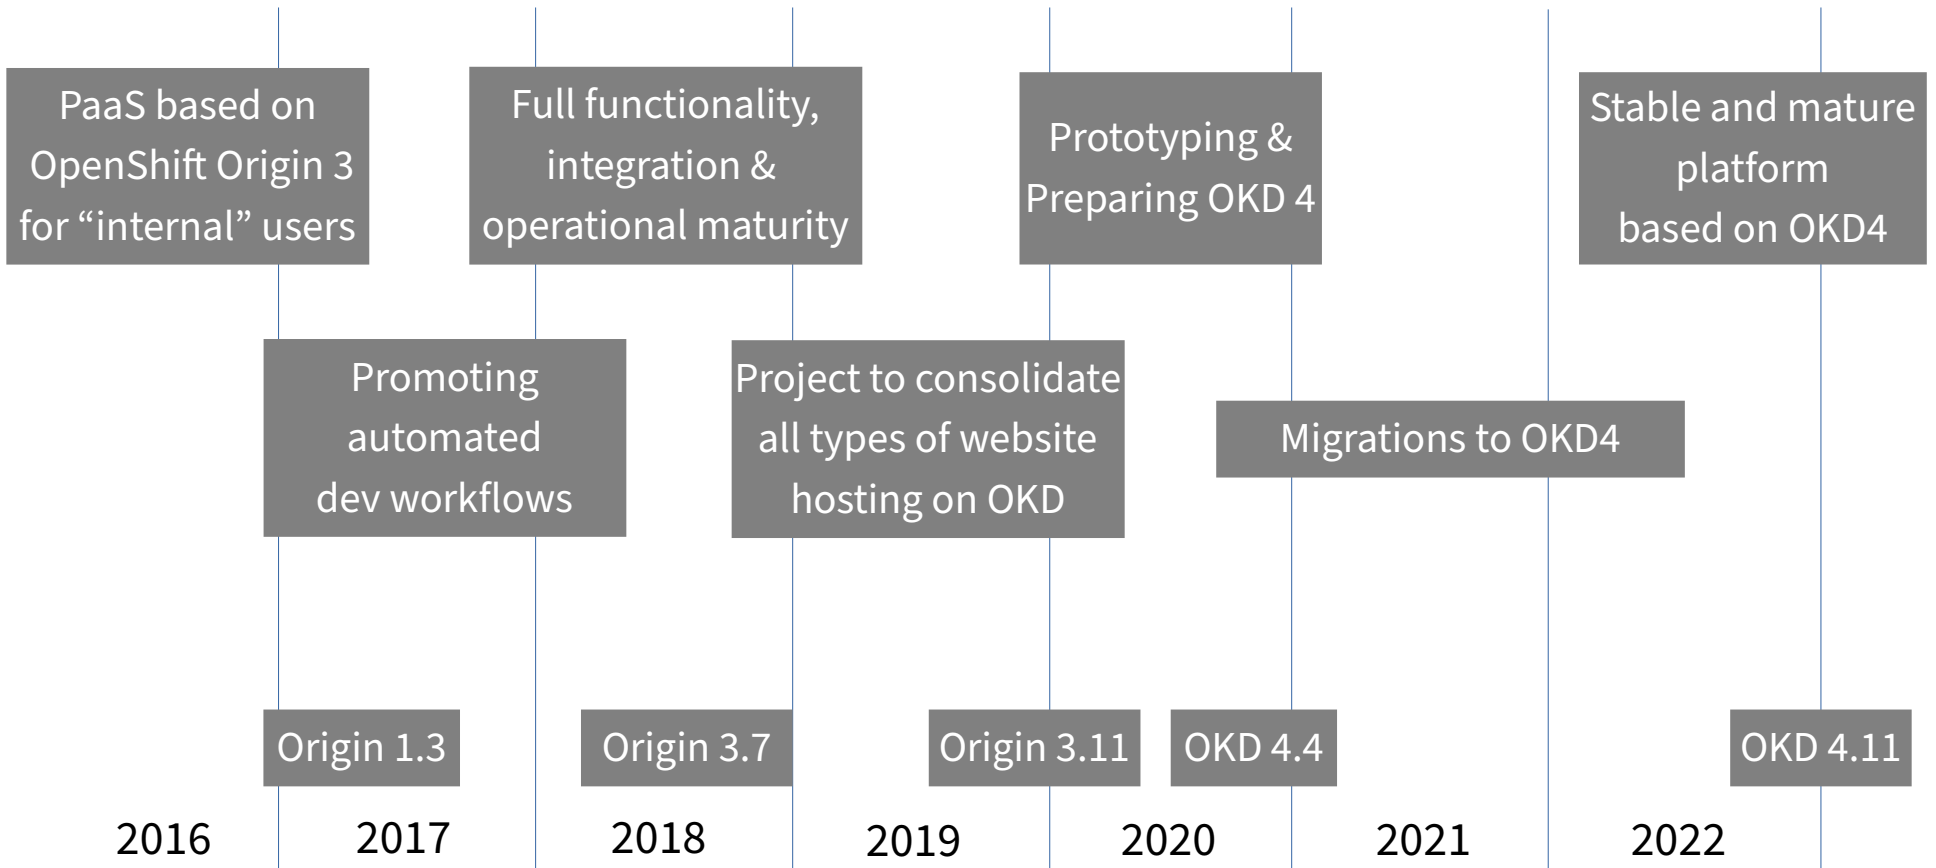 PaaS based on
OpenShift Origin 3
for “internal” users
Full functionality,
integration &
operational maturity
Prototyping &
Preparing OKD 4
Stable and mature
platform
based on OKD4
Promoting
automated
dev workflows
Project to consolidate
all types of website
hosting on OKD
Migrations to OKD4
Origin 1.3
Origin 3.7
Origin 3.11
OKD 4.4
OKD 4.11
2016
2017
2018
2019
2020
2021
2022